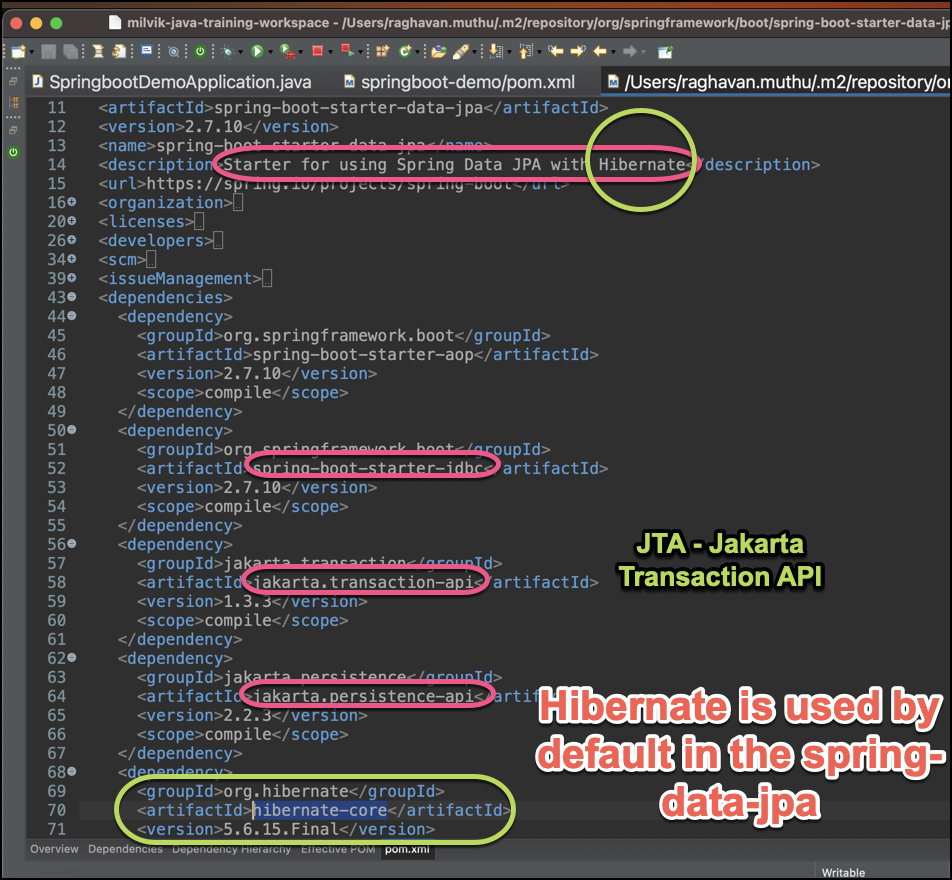 milvik-java-training-workspace - /Users/raghavan.muthu/.m2/repository/org/springframework/boot/spring-boot-starter-data-jp
SpringbootDemoApplication.java springboot-demo/pom.xml /Users/raghavan.muthu/.m2/repository/or
11 <artifactId>spring-boot-starter-data-jpa</artifactId>
12 <version>2.7.10</version>
13 <name>spring-boot-starter-data-jpa</name>
14 <description>Starter for using Spring Data JPA with Hibernate</description>
15 <url>https://spring.io/projects/spring-boot</url>
16 <organization>
20 <licenses>
26 <developers>
34 <scm>
39 <issueManagement>
43 <dependencies>
44 <dependency>
45 <groupId>org.springframework.boot</groupId>
46 <artifactId>spring-boot-starter-aop</artifactId>
47 <version>2.7.10</version>
48 <scope>compile</scope>
49 </dependency>
50 <dependency>
51 <groupId>org.springframework.boot</groupId>
52 <artifactId>spring-boot-starter-jdbc</artifactId>
53 <version>2.7.10</version>
54 <scope>compile</scope>
55 </dependency>
56 <dependency>
57 <groupId>jakarta.transaction</groupId>
58 <artifactId>jakarta.transaction-api</artifactId>
59 <version>1.3.3</version>
60 <scope>compile</scope>
61 </dependency>
62 <dependency>
63 <groupId>jakarta.persistence</groupId>
64 <artifactId>jakarta.persistence-api</artif
65 <version>2.2.3</version>
66 <scope>compile</scope>
67 </dependency>
68 <dependency>
69 <groupId>org.hibernate</groupId>
70 <artifactId>hibernate-core</artifactId>
71 <version>5.6.15.Final</version>
JTA - Jakarta
Transaction API
Hibernate is used by
default in the spring-
data-jpa
Overview Dependencies Dependency Hierarchy Effective POM pom.xml
Writable